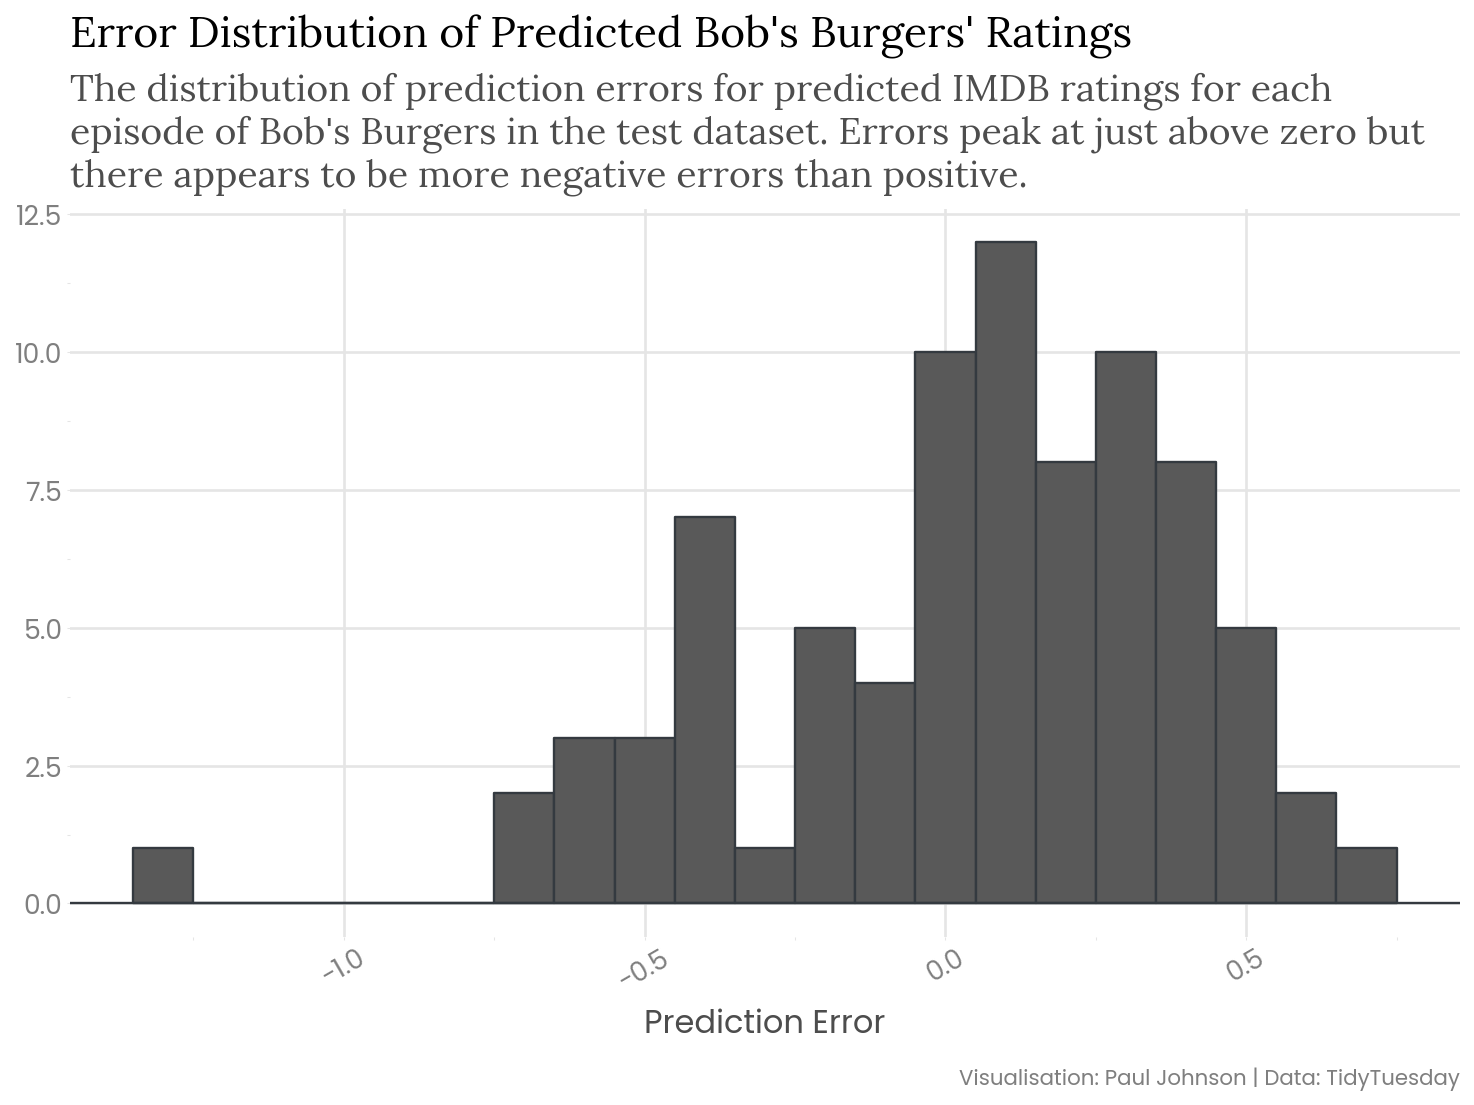 Error Distribution of Predicted Bob's Burgers' Ratings
The distribution of prediction errors for predicted IMDB ratings for each
episode of Bob's Burgers in the test dataset. Errors peak at just above zero but
there appears to be more negative errors than positive.
12.5
10.0
7.5
5.0
2.5
0.0
−1.0 −0.5 0.0 0.5
Prediction Error
Visualisation: Paul Johnson | Data: TidyTuesday